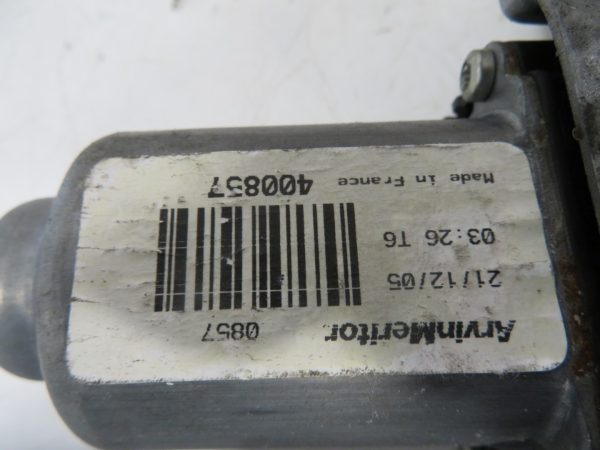 ArvinMeritor 0857
21/12/05
03:26 T6
Made in France 400857